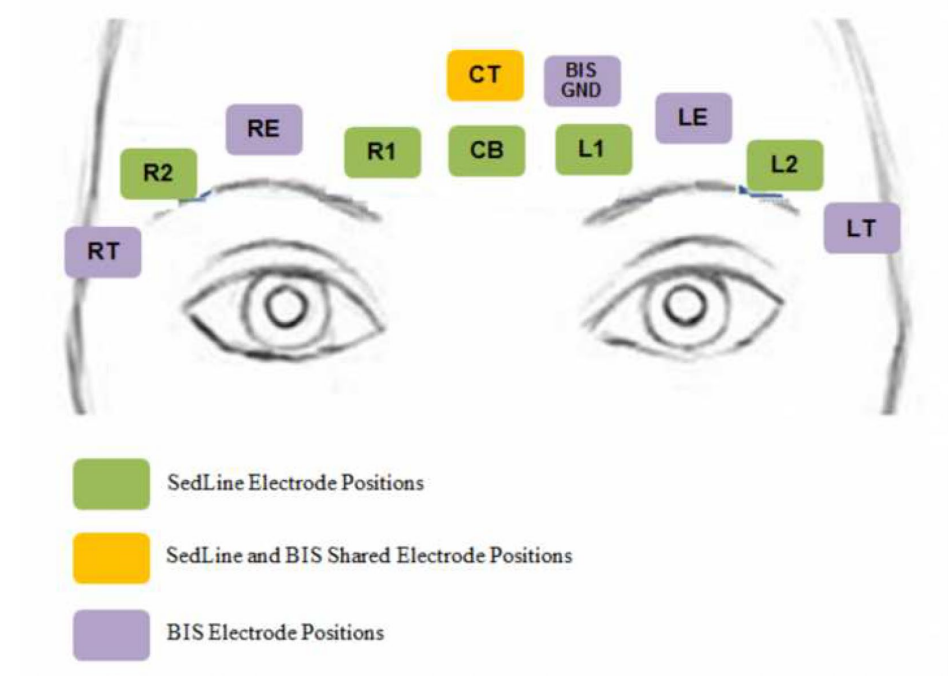 CT
BIS
GND
RE
LE
R1
CB
L1
R2
L2
RT
LT
SedLine Electrode Positions
SedLine and BIS Shared Electrode Positions
BIS Electrode Positions